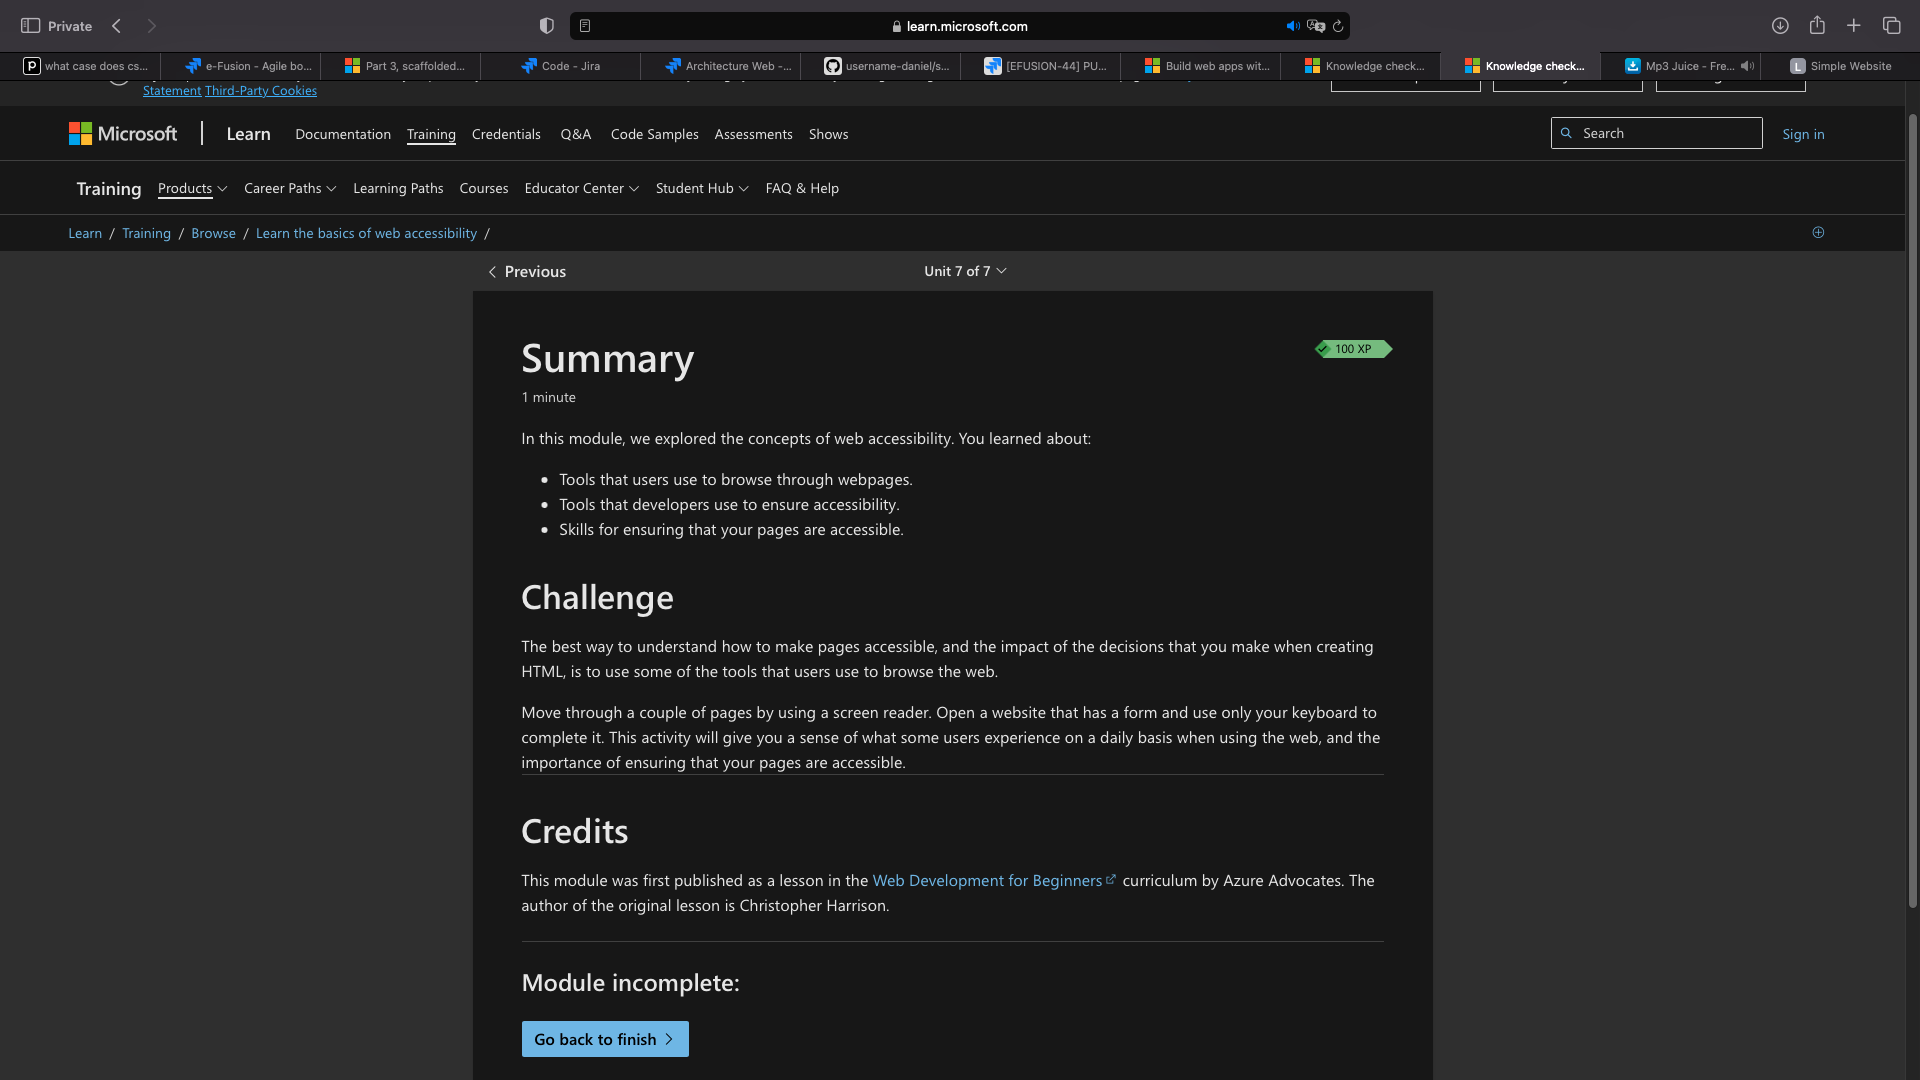 Private
learn.microsoft.com
what case does cs...
e-Fusion - Agile bo...
Part 3, scaffolded...
Code - Jira
Architecture Web -...
username-daniel/s...
[EFUSION-44] PU...
Build web apps wit...
Knowledge check...
Knowledge check...
Mp3 Juice - Fre...
L Simple Website
Statement Third-Party Cookies
Microsoft Learn Documentation Training Credentials Q&A Code Samples Assessments Shows Search Sign in
Training Products Career Paths Learning Paths Courses Educator Center Student Hub FAQ & Help
Learn / Training / Browse / Learn the basics of web accessibility /
Previous Unit 7 of 7
Summary
100 XP
1 minute
In this module, we explored the concepts of web accessibility. You learned about:
• Tools that users use to browse through webpages.
• Tools that developers use to ensure accessibility.
• Skills for ensuring that your pages are accessible.
Challenge
The best way to understand how to make pages accessible, and the impact of the decisions that you make when creating
HTML, is to use some of the tools that users use to browse the web.
Move through a couple of pages by using a screen reader. Open a website that has a form and use only your keyboard to
complete it. This activity will give you a sense of what some users experience on a daily basis when using the web, and the
importance of ensuring that your pages are accessible.
Credits
This module was first published as a lesson in the Web Development for Beginners curriculum by Azure Advocates. The
author of the original lesson is Christopher Harrison.
Module incomplete:
Go back to finish